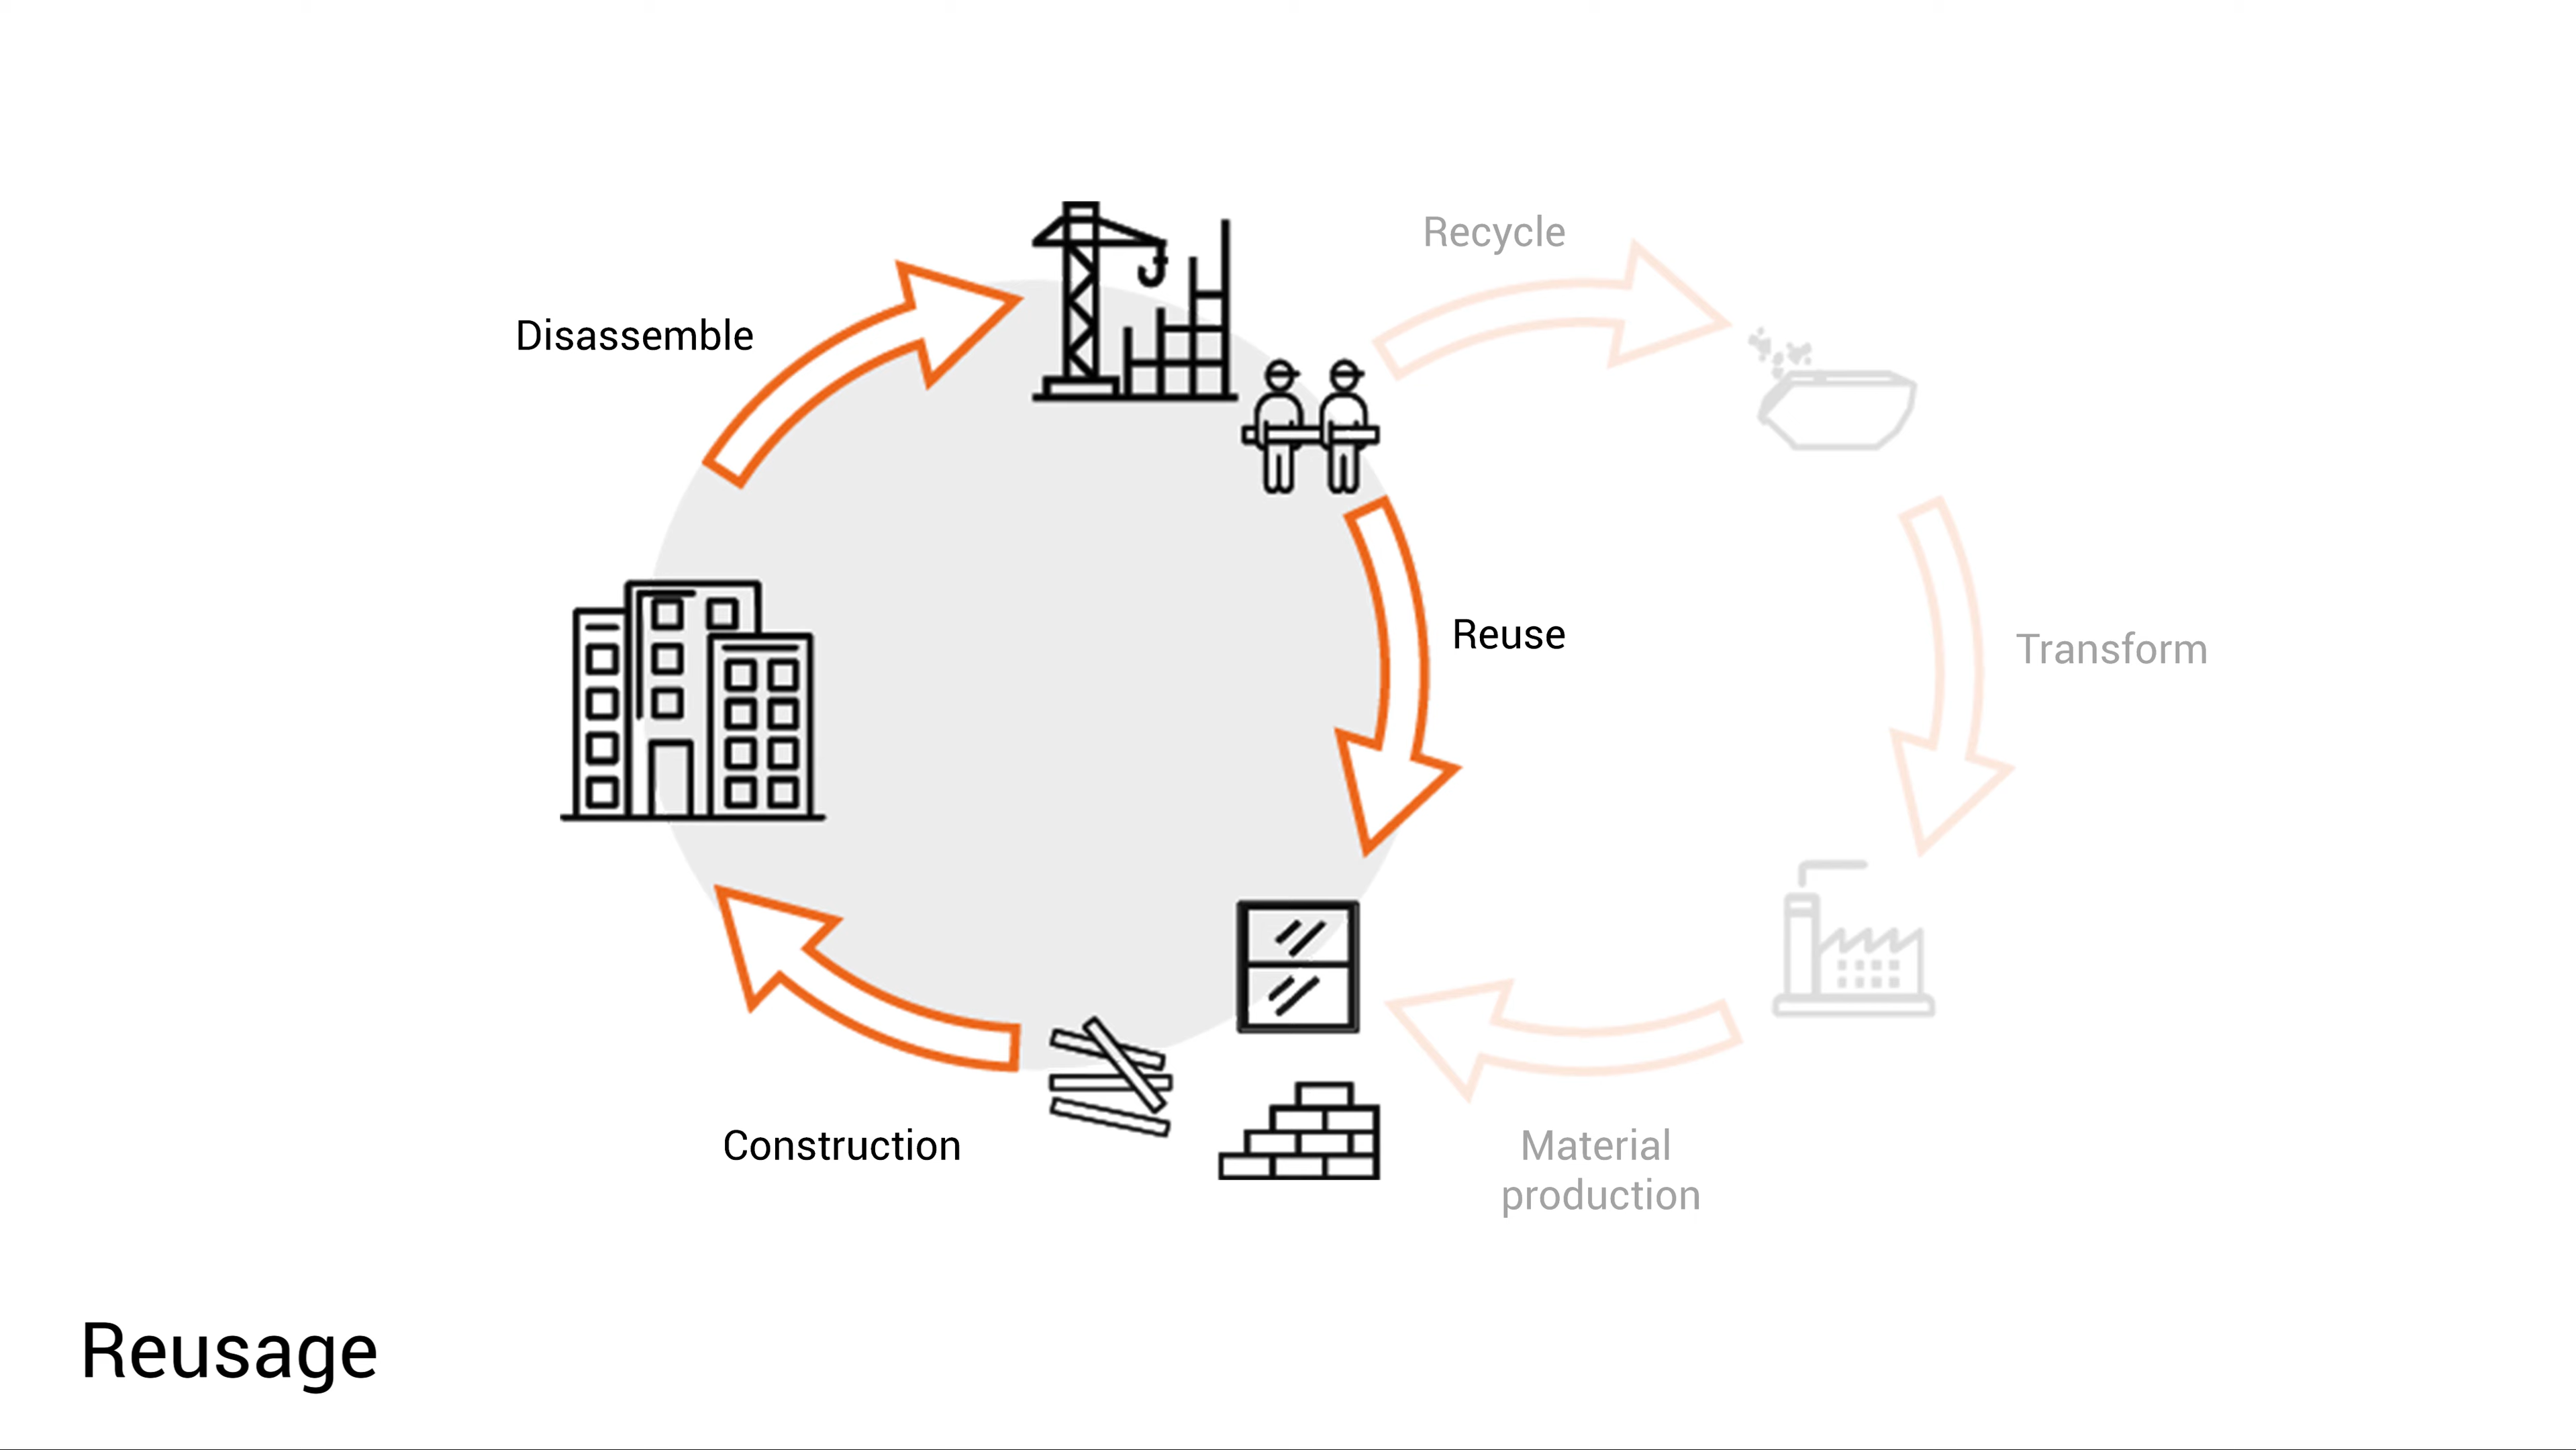 Recycle
Disassemble
Reuse
Transform
Construction
Material
production
Reusage